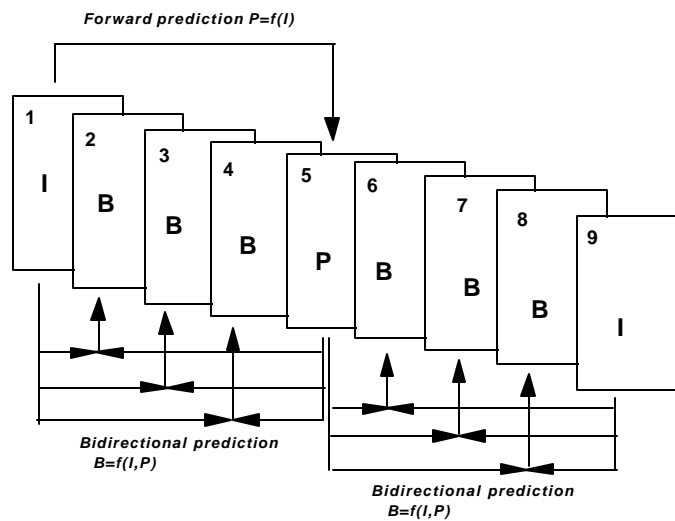 Forward prediction P=f(I)
1
I
2
B
3
B
4
B
5
P
6
B
7
B
8
B
9
I
Bidirectional prediction
B=f(I,P)
Bidirectional prediction
B=f(I,P)